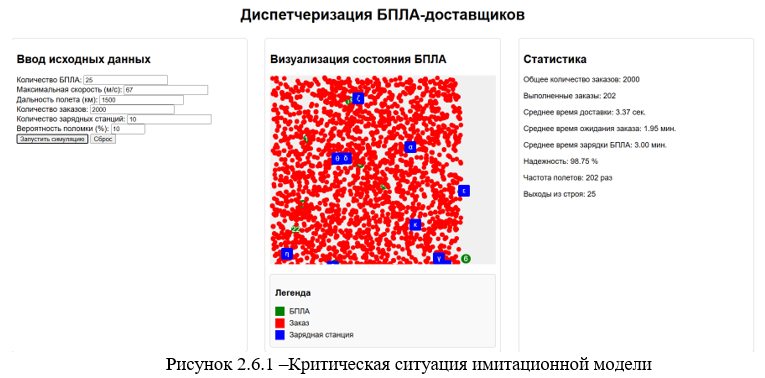 Диспетчеризация БПЛА-доставщиков
Ввод исходных данных
Количество БПЛА: 25
Максимальная скорость (м/с): 67
Дальность полета (км): 1500
Количество заказов: 2000
Количество зарядных станций: 10
Вероятность поломки (%): 10
Запустить симуляцию Сброс
Визуализация состояния БПЛА
ζ
α
θ δ
ε
κ
22
η
γ
6
Легенда
БПЛА
Заказ
Зарядная станция
Статистика
Общее количество заказов: 2000
Выполненные заказы: 202
Среднее время доставки: 3.37 сек.
Среднее время ожидания заказа: 1.95 мин.
Среднее время зарядки БПЛА: 3.00 мин.
Надежность: 98.75 %
Частота полетов: 202 раз
Выходы из строя: 25
Рисунок 2.6.1 –Критическая ситуация имитационной модели